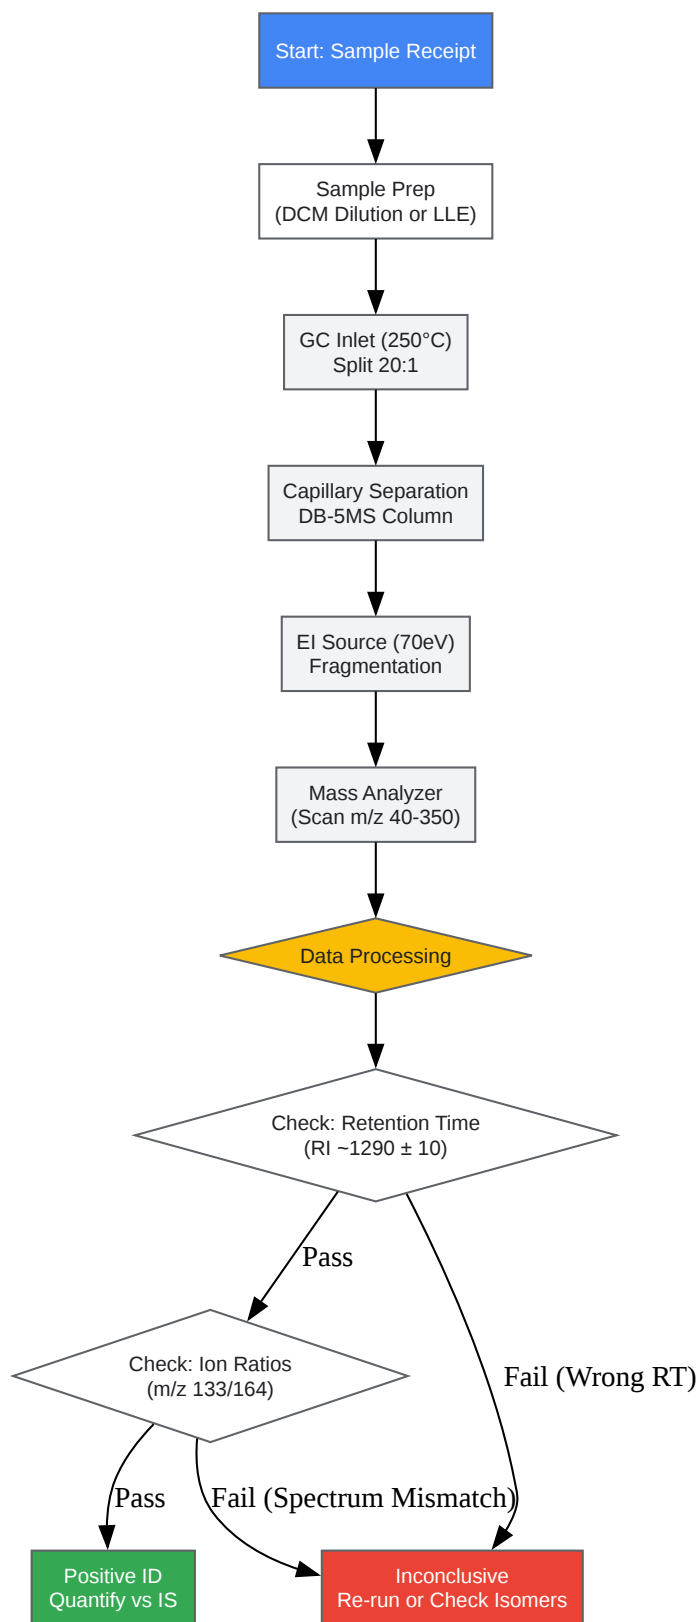 Start: Sample Receipt
Sample Prep
(DCM Dilution or LLE)
GC Inlet (250°C)
Split 20:1
Capillary Separation
DB-5MS Column
EI Source (70eV)
Fragmentation
Mass Analyzer
(Scan m/z 40-350)
Data Processing
Check: Retention Time
(RI ~1290 ± 10)
Pass
Check: Ion Ratios
(m/z 133/164)
Fail (Wrong RT)
Pass
Fail (Spectrum Mismatch)
Positive ID
Quantify vs IS
Inconclusive
Re-run or Check Isomers